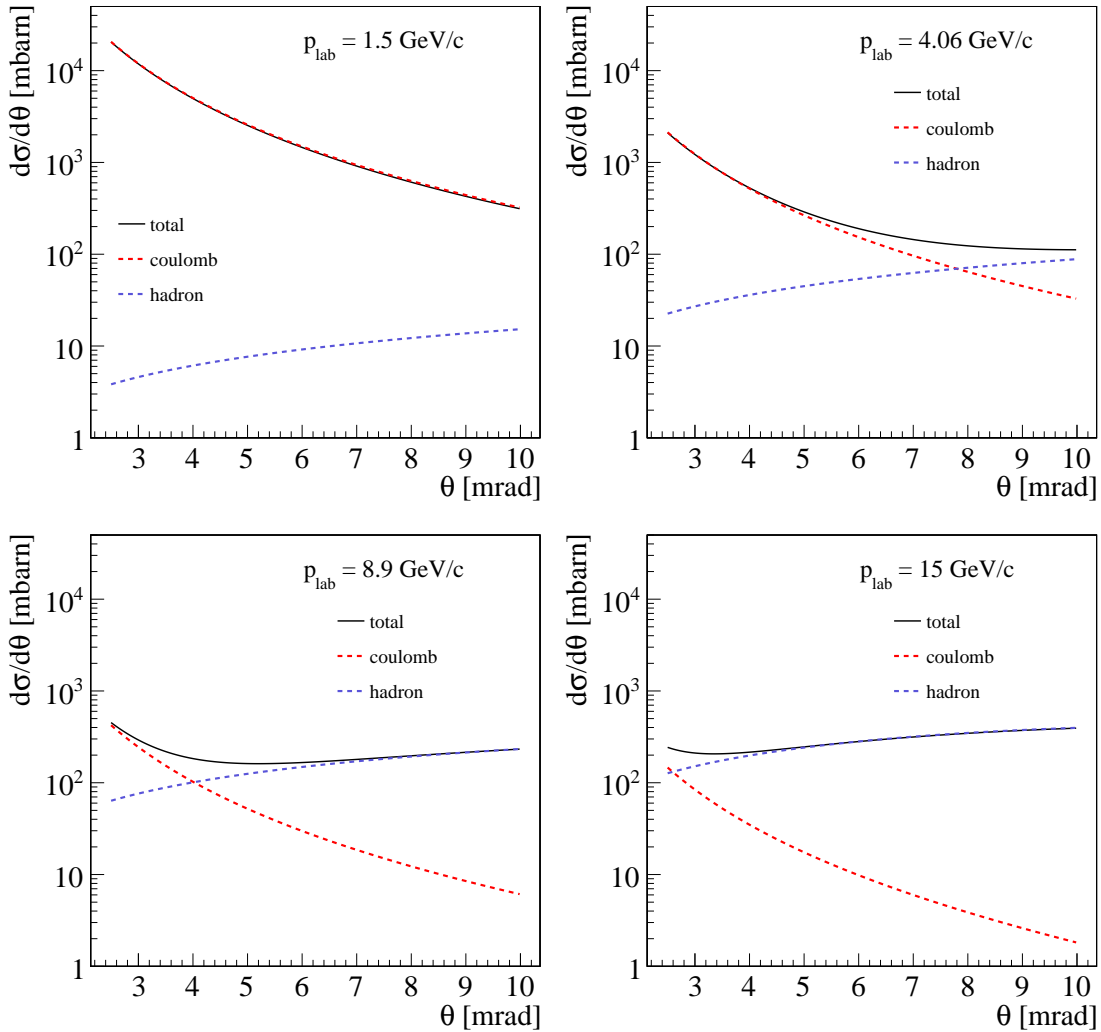 dσ/dθ [mbarn]
p_lab = 1.5 GeV/c
total
coulomb
hadron
10^4
10^3
10^2
10
1
3 4 5 6 7 8 9 10
θ [mrad]
dσ/dθ [mbarn]
p_lab = 4.06 GeV/c
total
coulomb
hadron
10^4
10^3
10^2
10
1
3 4 5 6 7 8 9 10
θ [mrad]
dσ/dθ [mbarn]
p_lab = 8.9 GeV/c
total
coulomb
hadron
10^4
10^3
10^2
10
1
3 4 5 6 7 8 9 10
θ [mrad]
dσ/dθ [mbarn]
p_lab = 15 GeV/c
total
coulomb
hadron
10^4
10^3
10^2
10
1
3 4 5 6 7 8 9 10
θ [mrad]